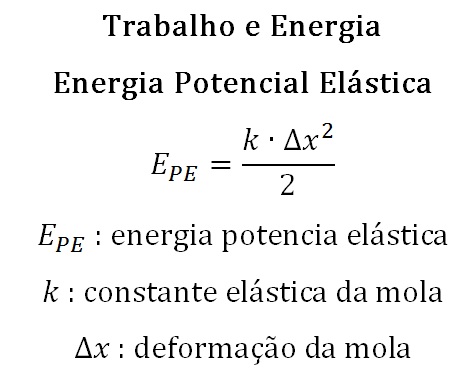 Trabalho e Energia
Energia Potencial Elástica
E_{PE} = \frac{k \cdot \Delta x^2}{2}
E_{PE} : energia potencia elástica
k : constante elástica da mola
Δx : deformação da mola